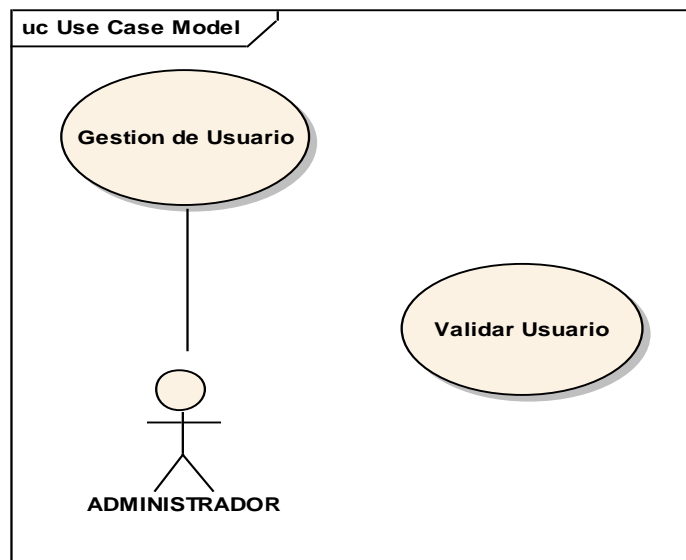 uc Use Case Model
Gestion de Usuario
Validar Usuario
ADMINISTRADOR